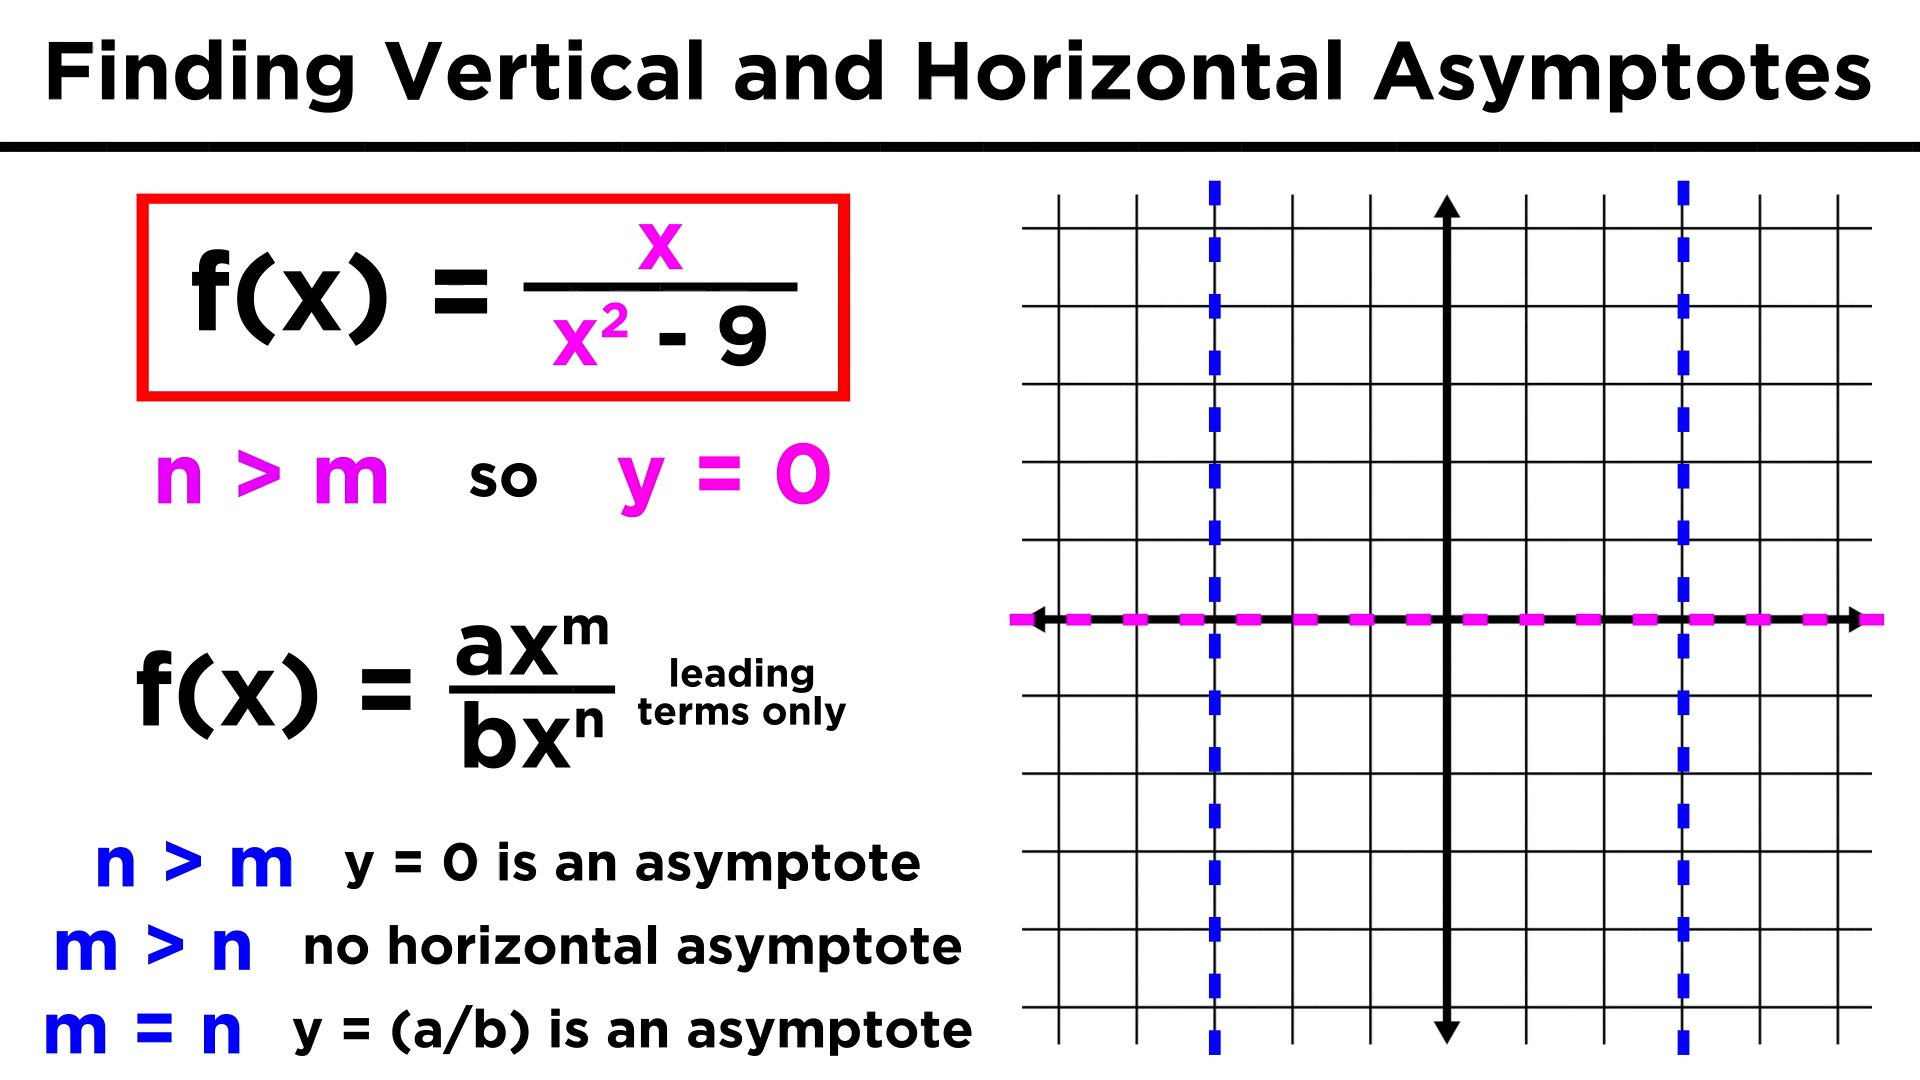 Finding Vertical and Horizontal Asymptotes
f(x) = x / x² - 9
n > m so y = 0
f(x) = axᵐ / bxⁿ leading
terms only
n > m y = 0 is an asymptote
m > n no horizontal asymptote
m = n y = (a/b) is an asymptote